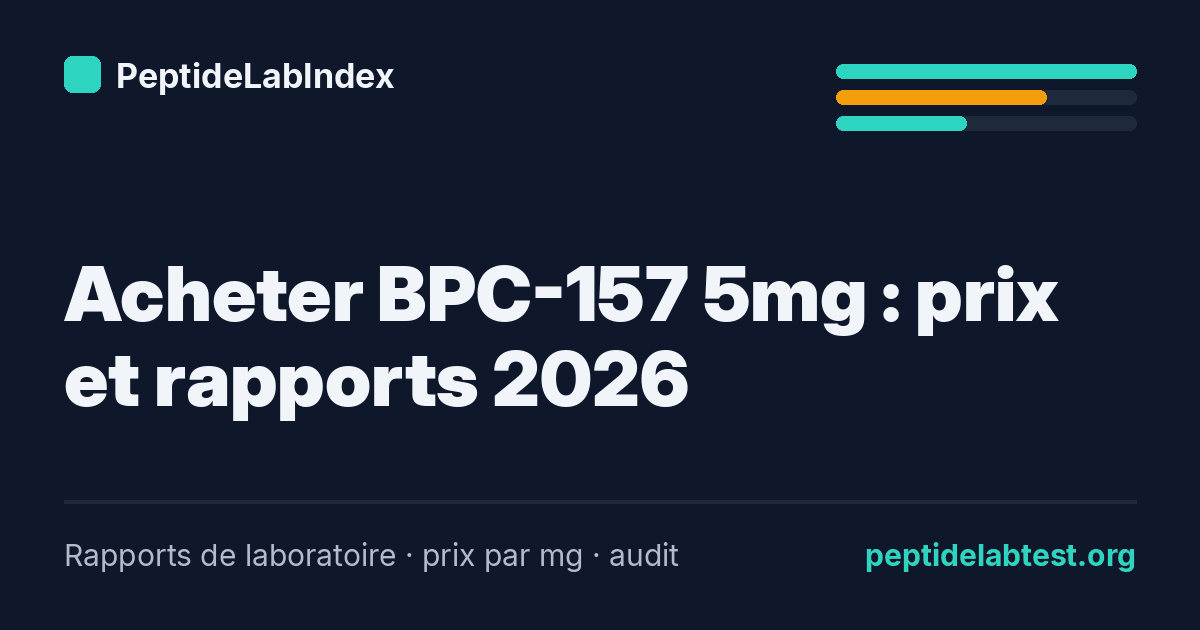 PeptideLabIndex
Acheter BPC-157 5mg : prix
et rapports 2026
Rapports de laboratoire · prix par mg · audit
peptidelabtest.org